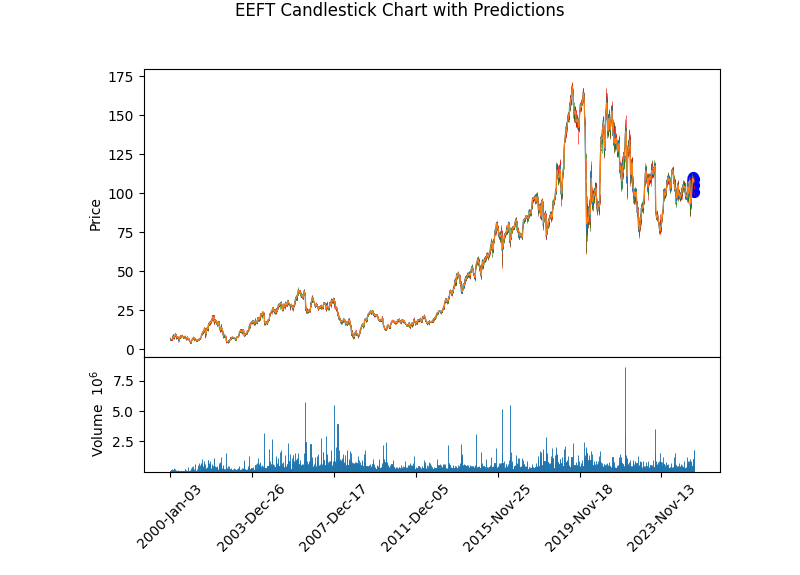 EEFT Candlestick Chart with Predictions
175
150
125
100
75
50
25
0
Price
7.5
5.0
2.5
Volume 10^6
2000-Jan-03
2003-Dec-26
2007-Dec-17
2011-Dec-05
2015-Nov-25
2019-Nov-18
2023-Nov-13